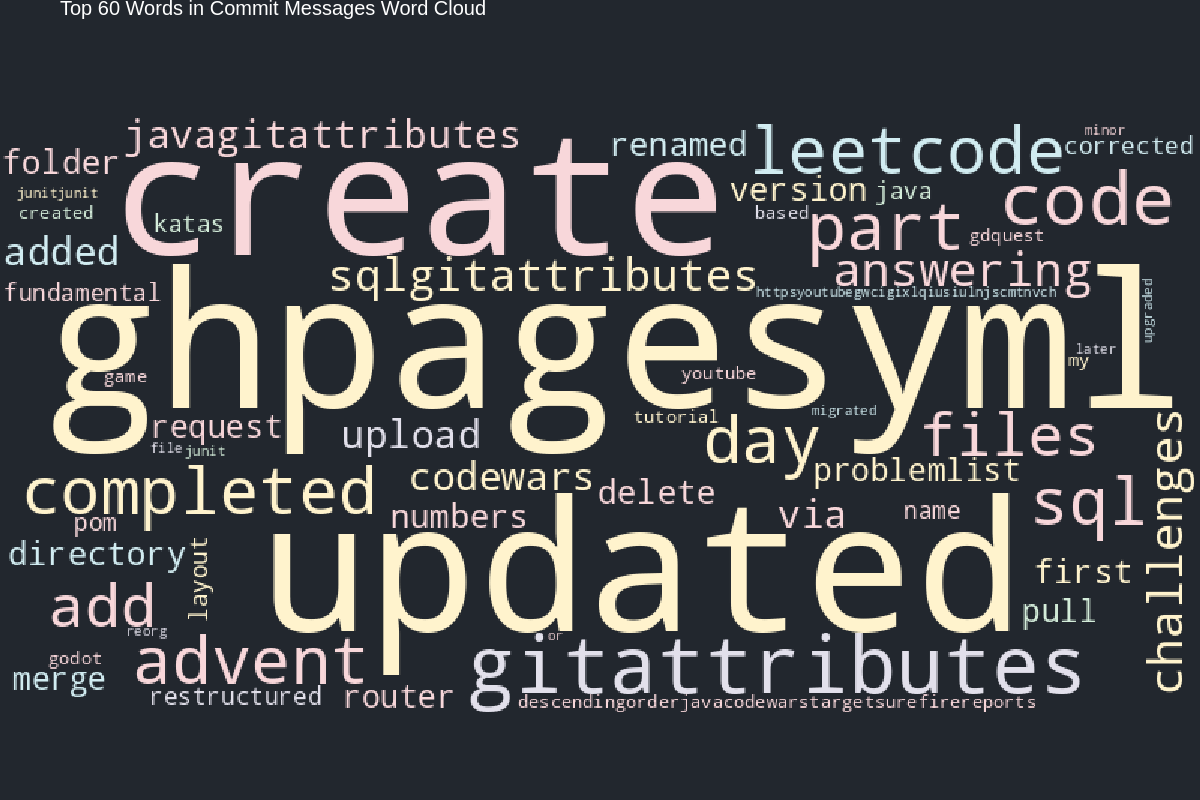 Top 60 Words in Commit Messages Word Cloud
javagitattributes
create
renamed
leetcode
minor
corrected
folder
junitjunit
created
katas
version
java
code
based
part
gdquest
added
sqlgitattributes
answering
fundamental
httpsyoutubegwcigixlqiusiulnjscmtnvch
upgraded
ghpagesyml
later
my
game
youtube
migrated
tutorial
request
upload
day
files
file
junit
challenges
completed
codewars
problemlist
delete
sql
pom
numbers
via
name
updated
directory
layout
first
add
pull
reorg
or
godot
advent
gitattributes
merge
restructured
router
descendingorderjavacodewarstargetsurefirereports